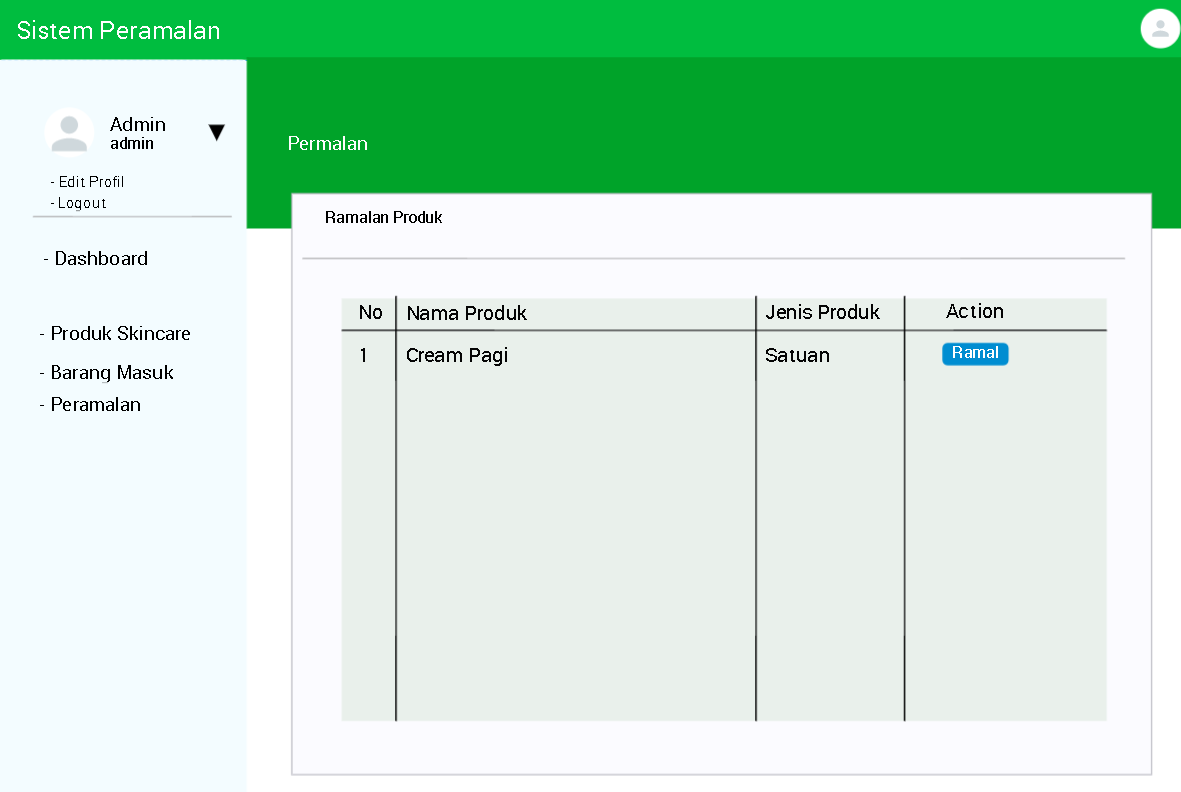 Sistem Peramalan
Admin
admin
- Edit Profil
- Logout
- Dashboard
- Produk Skincare
- Barang Masuk
- Peramalan
Permalan
Ramalan Produk
No Nama Produk Jenis Produk Action
1 Cream Pagi Satuan Ramal